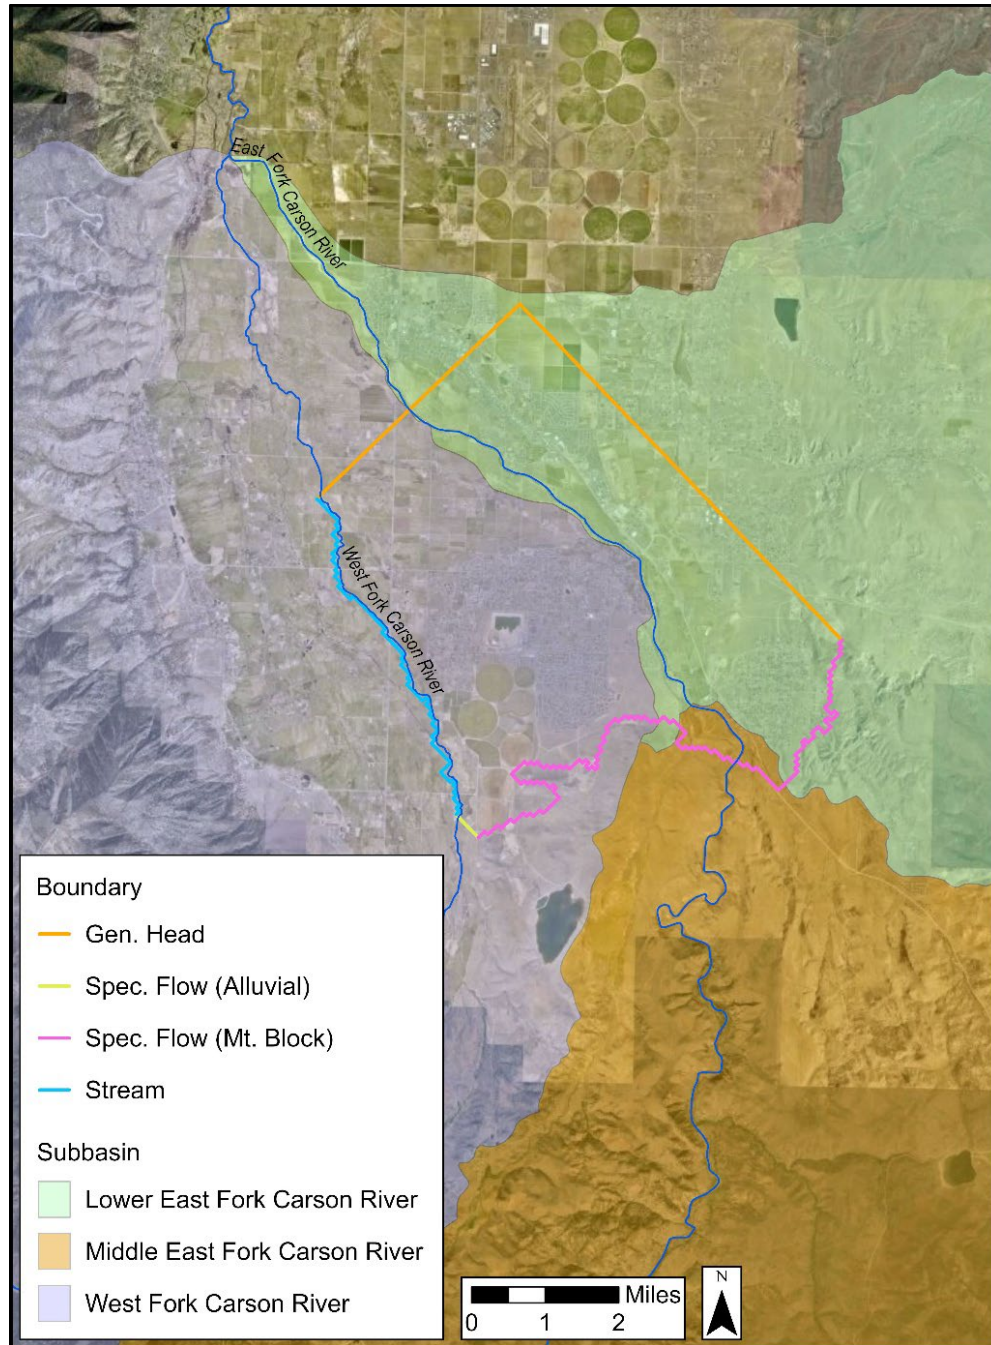 East Fork Carson River
West Fork Carson River
Boundary
Gen. Head
Spec. Flow (Alluvial)
Spec. Flow (Mt. Block)
Stream
Subbasin
Lower East Fork Carson River
Middle East Fork Carson River
West Fork Carson River
Miles
0 1 2
N